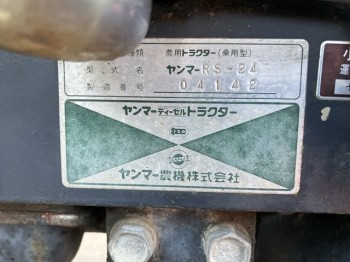 種類 農用トラクター(乗用型)
型式名 ヤンマーRS-24
製造番号 04142
ヤンマーディーゼルトラクター
ヤンマー農機株式会社
小
運